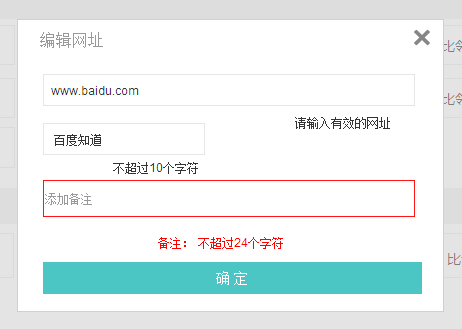 编辑网址
www.baidu.com
请输入有效的网址
百度知道
不超过10个字符
添加备注
备注： 不超过24个字符
确 定
比邻
比邻
比